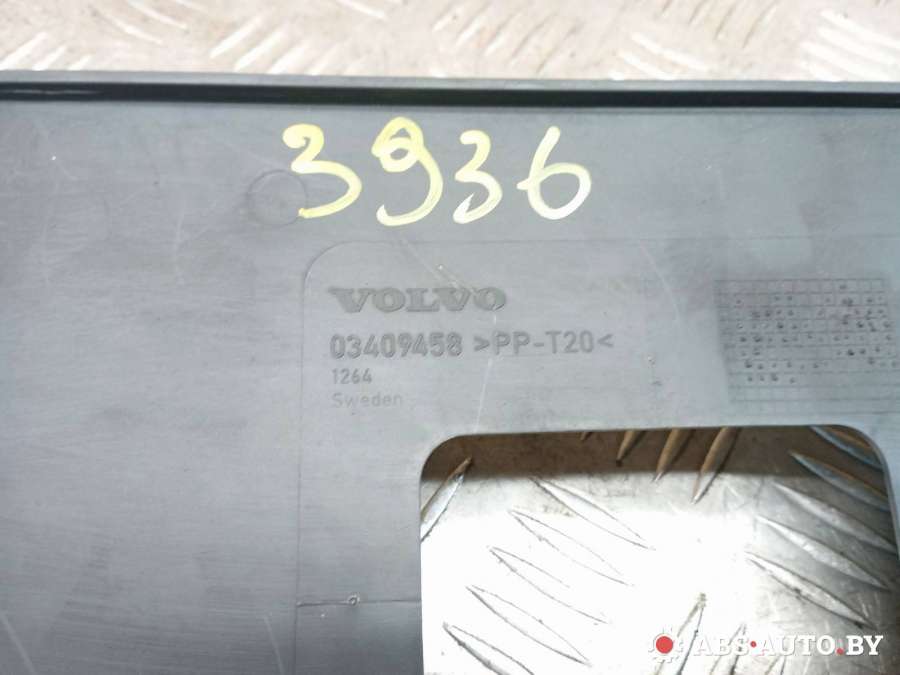 3936
VOLVO
03409458 >PP-T20<
1264
Sweden
ABS-AUTO.BY